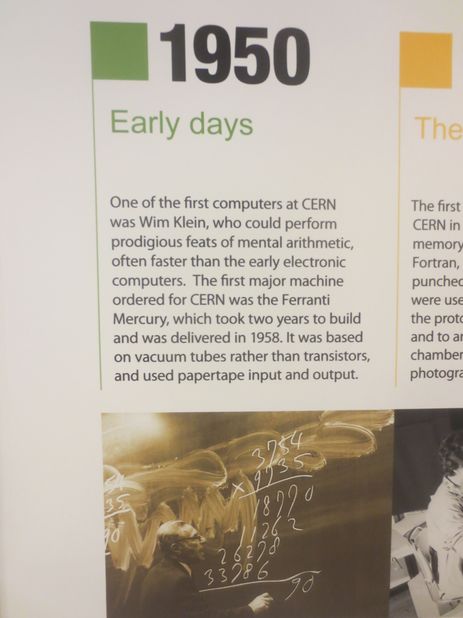 1950
Early days
One of the first computers at CERN
was Wim Klein, who could perform
prodigious feats of mental arithmetic,
often faster than the early electronic
computers. The first major machine
ordered for CERN was the Ferranti
Mercury, which took two years to build
and was delivered in 1958. It was based
on vacuum tubes rather than transistors,
and used papertape input and output.
The
The first
CERN in
memory
Fortran,
punched
were use
the proto
and to
chamber
photogra
3754
× 9735
18770
11262
26278
33786
90